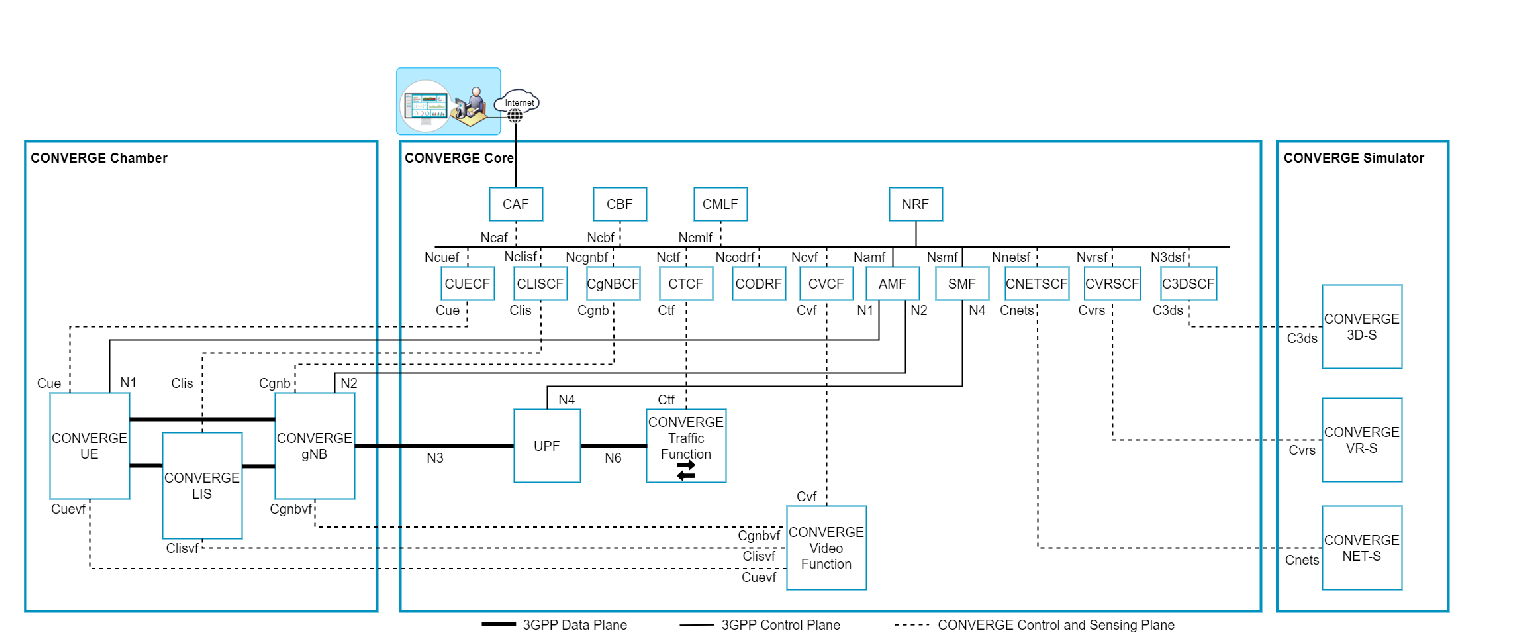 Internet
CONVERGE Chamber
CONVERGE Core
CONVERGE Simulator
CAF
CBF
CMLF
NRF
Ncaf
Ncbf
Ncmlf
Ncuef
Nclisf
Ncgnbf
Nctf
Ncodrf
Ncvf
Namf
Nsmf
Nnetsf
Nvrsf
N3dsf
CUECF
CLISCF
CgNBCF
CTCF
CODRF
CVCF
AMF
SMF
CNETSCF
CVRSCF
C3DSCF
Cue
Clis
Cgnb
Ctf
Cvf
N1
N2
N4
Cnets
Cvrs
C3ds
C3ds
CONVERGE
3D-S
Cue
N1
Clis
Cgnb
N2
N4
Ctf
CONVERGE
UE
CONVERGE
LIS
CONVERGE
gNB
N3
UPF
N6
CONVERGE
Traffic
Function
Cvrs
CONVERGE
VR-S
Cuevf
Clisvf
Cgnbvf
Cvf
Cgnbvf
Clisvf
Cuevf
CONVERGE
Video
Function
Cnets
CONVERGE
NET-S
3GPP Data Plane
3GPP Control Plane
CONVERGE Control and Sensing Plane